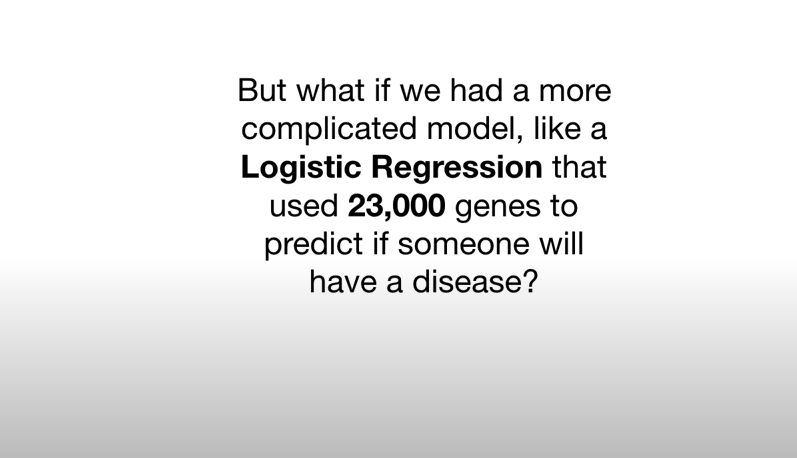 But what if we had a more
complicated model, like a
Logistic Regression that
used 23,000 genes to
predict if someone will
have a disease?